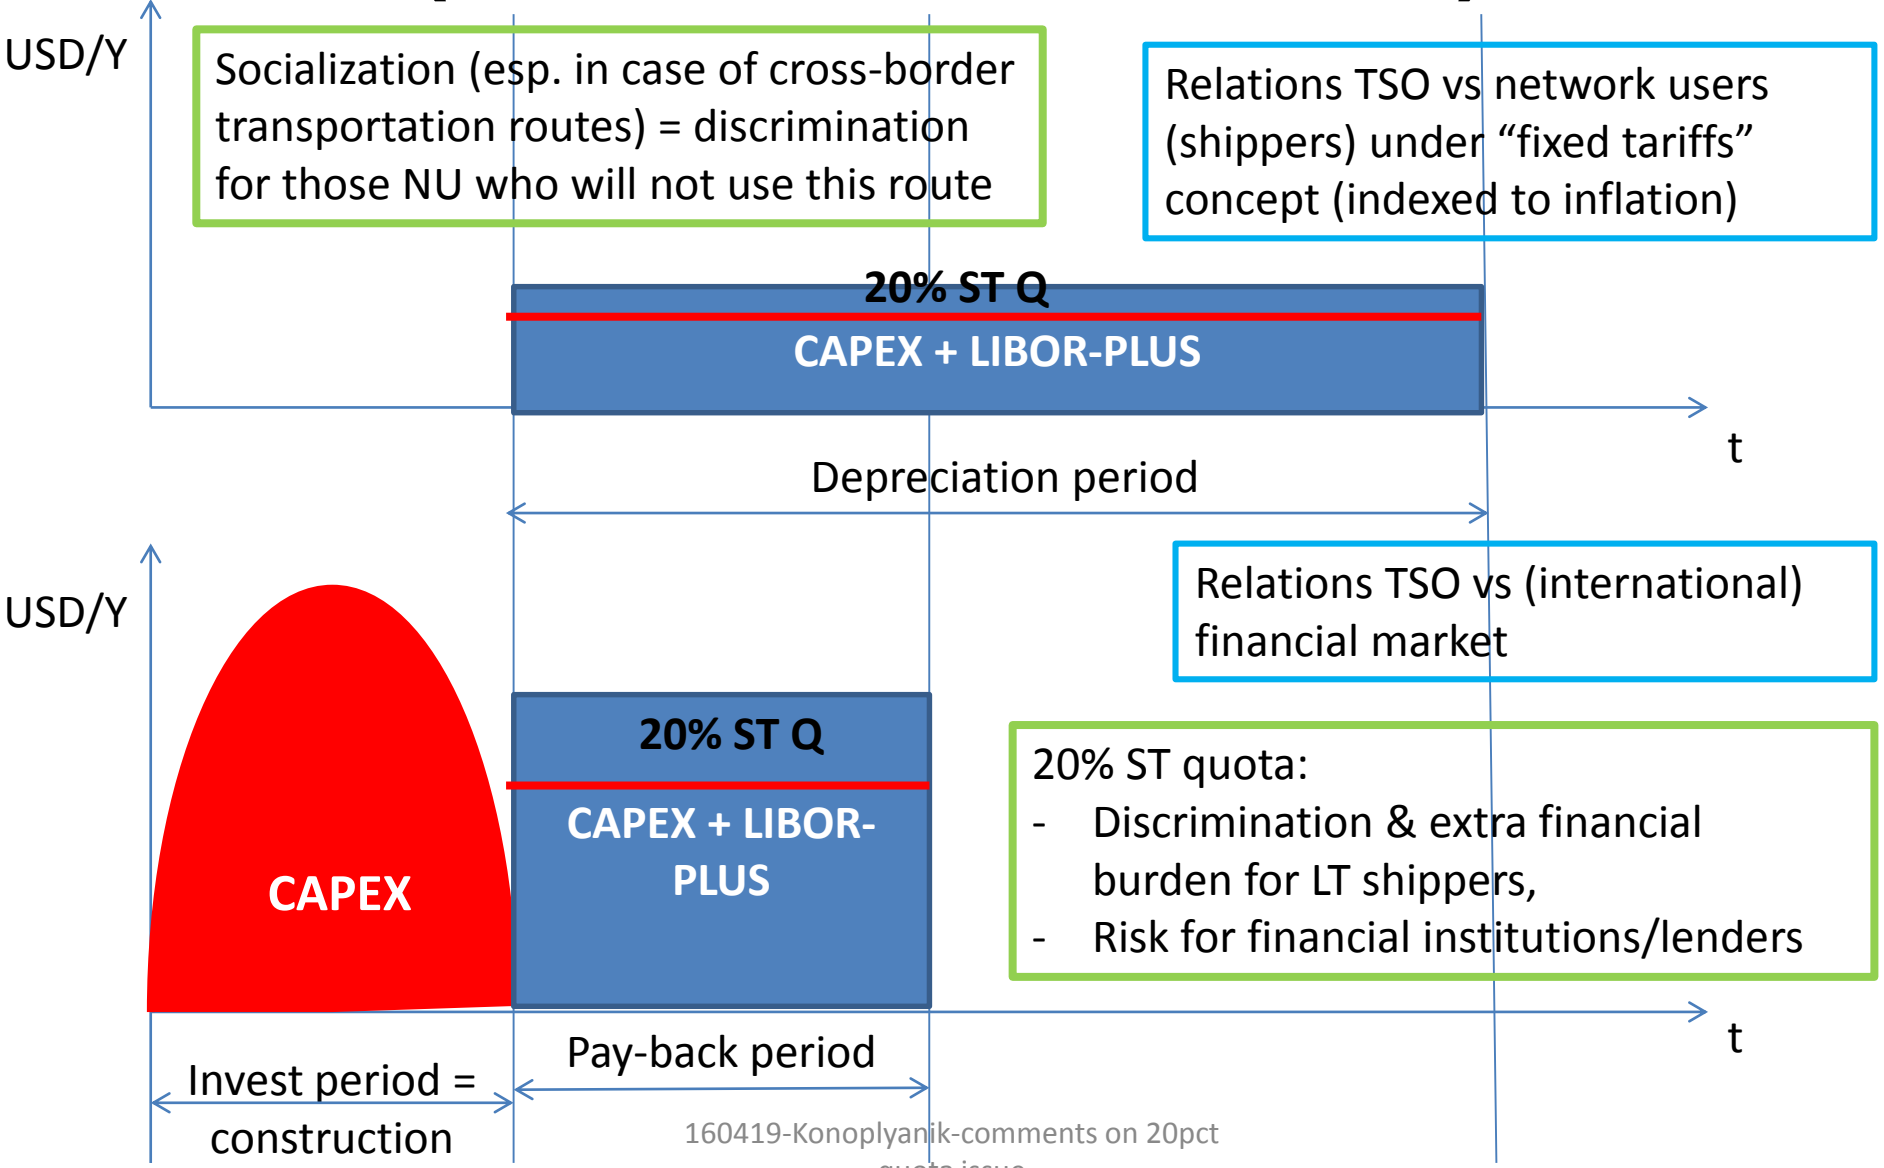 USD/Y
Socialization (esp. in case of cross-border
transportation routes) = discrimination
for those NU who will not use this route
Relations TSO vs network users
(shippers) under “fixed tariffs”
concept (indexed to inflation)
20% ST Q
CAPEX + LIBOR-PLUS
t
Depreciation period
USD/Y
Relations TSO vs (international)
financial market
20% ST Q
CAPEX + LIBOR-
PLUS
CAPEX
20% ST quota:
- Discrimination & extra financial
burden for LT shippers,
- Risk for financial institutions/lenders
t
Pay-back period
Invest period =
construction
160419-Konoplyanik-comments on 20pct
quota issue